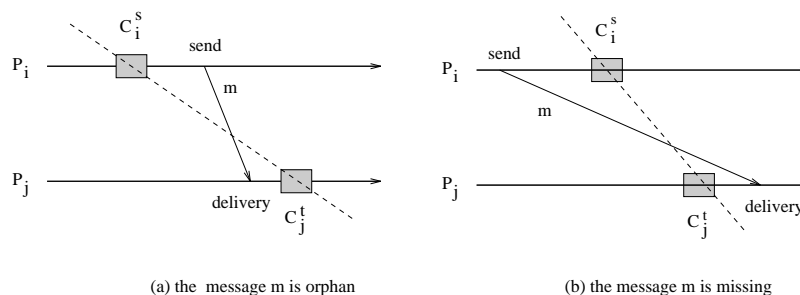 C_i^s
send
P_i
m
P_j
delivery
C_j^t
(a) the message m is orphan
C_i^s
send
P_i
m
P_j
delivery
C_j^t
(b) the message m is missing